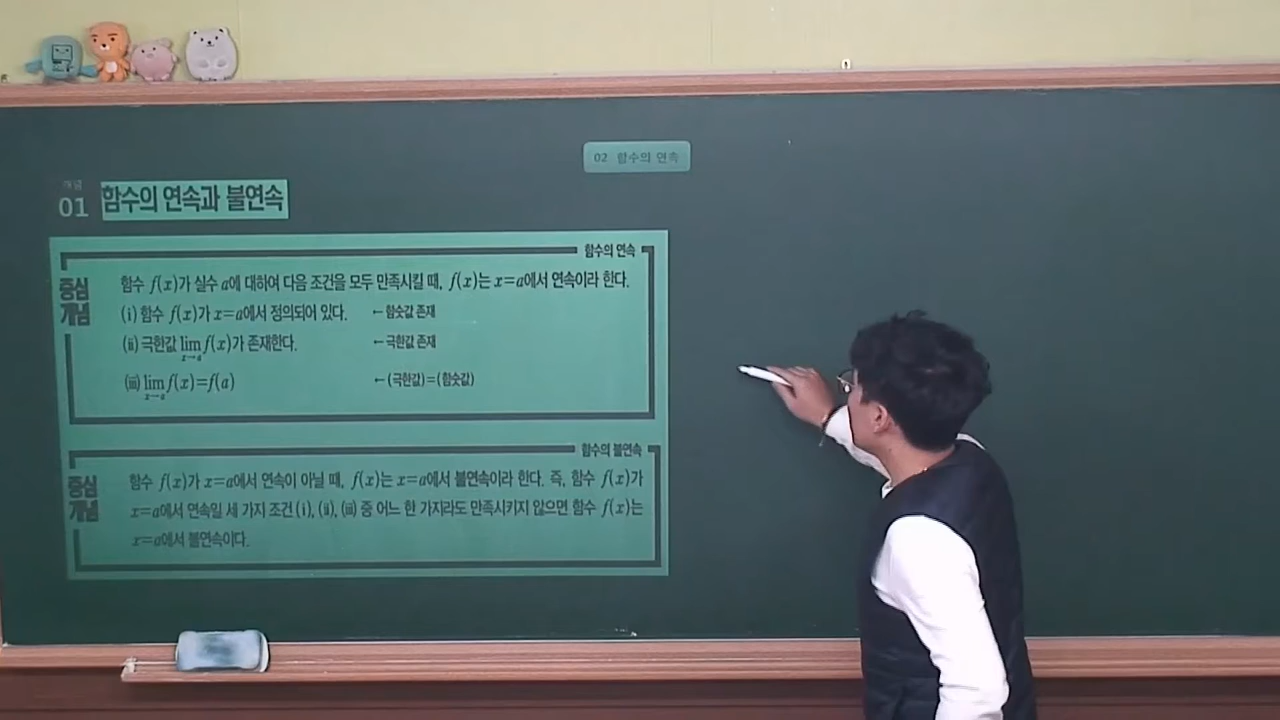 02 함수의 연속
개념
01 함수의 연속과 불연속
함수의 연속
중심
개념
함수 f(x)가 실수 a에 대하여 다음 조건을 모두 만족시킬 때, f(x)는 x=a에서 연속이라 한다.
(ⅰ) 함수 f(x)가 x=a에서 정의되어 있다. ←함숫값 존재
(ⅱ) 극한값 lim f(x)가 존재한다. ←극한값 존재
x→a
(ⅲ) lim f(x)=f(a) ←(극한값)=(함숫값)
x→a
함수의 불연속
중심
개념
함수 f(x)가 x=a에서 연속이 아닐 때, f(x)는 x=a에서 불연속이라 한다. 즉, 함수 f(x)가
x=a에서 연속일 세 가지 조건 (ⅰ), (ⅱ), (ⅲ) 중 어느 한 가지라도 만족시키지 않으면 함수 f(x)는
x=a에서 불연속이다.